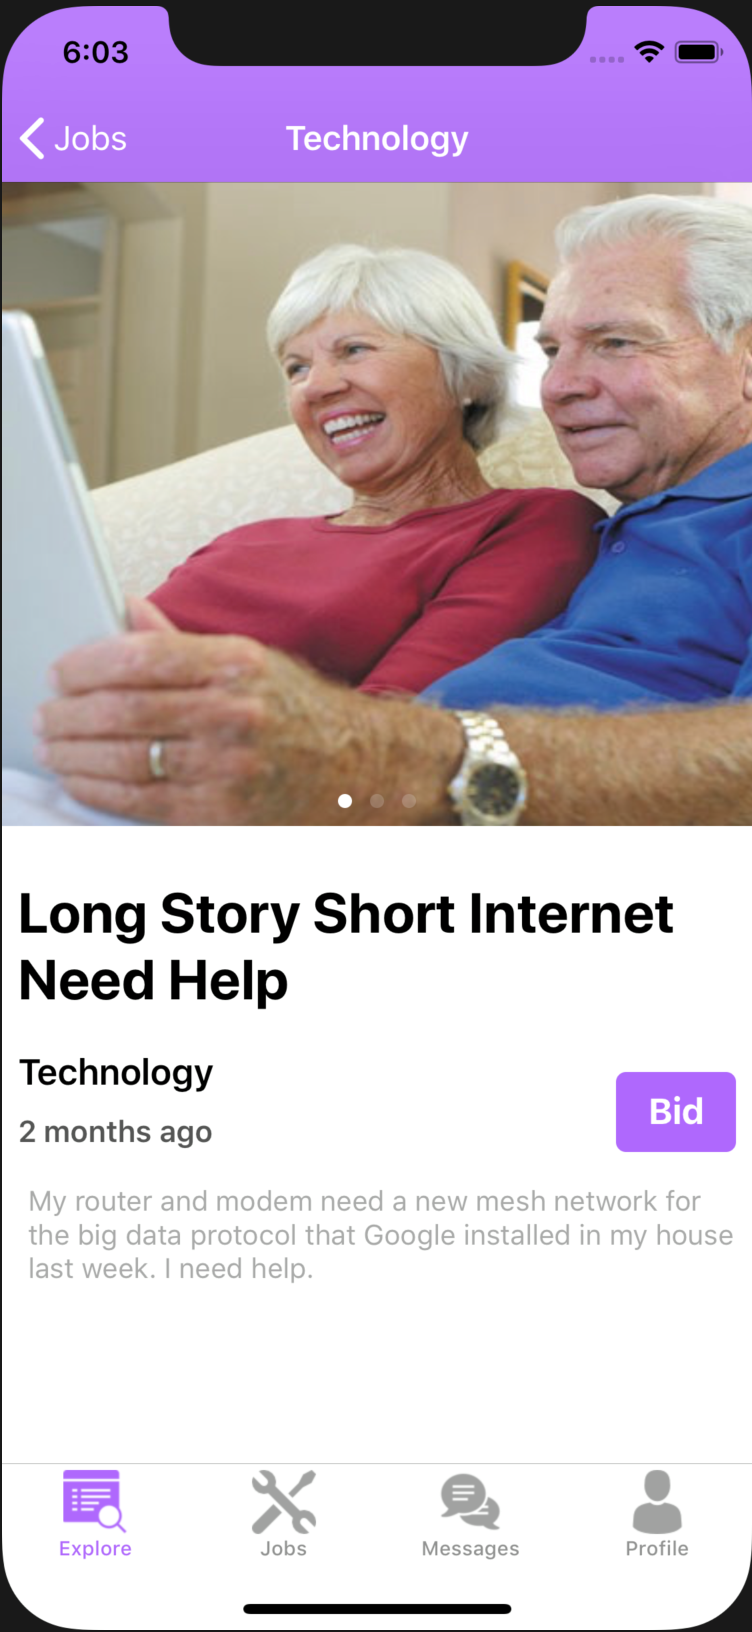 6:03
Jobs
Technology
Long Story Short Internet
Need Help
Technology
2 months ago
Bid
My router and modem need a new mesh network for
the big data protocol that Google installed in my house
last week. I need help.
Explore
Jobs
Messages
Profile